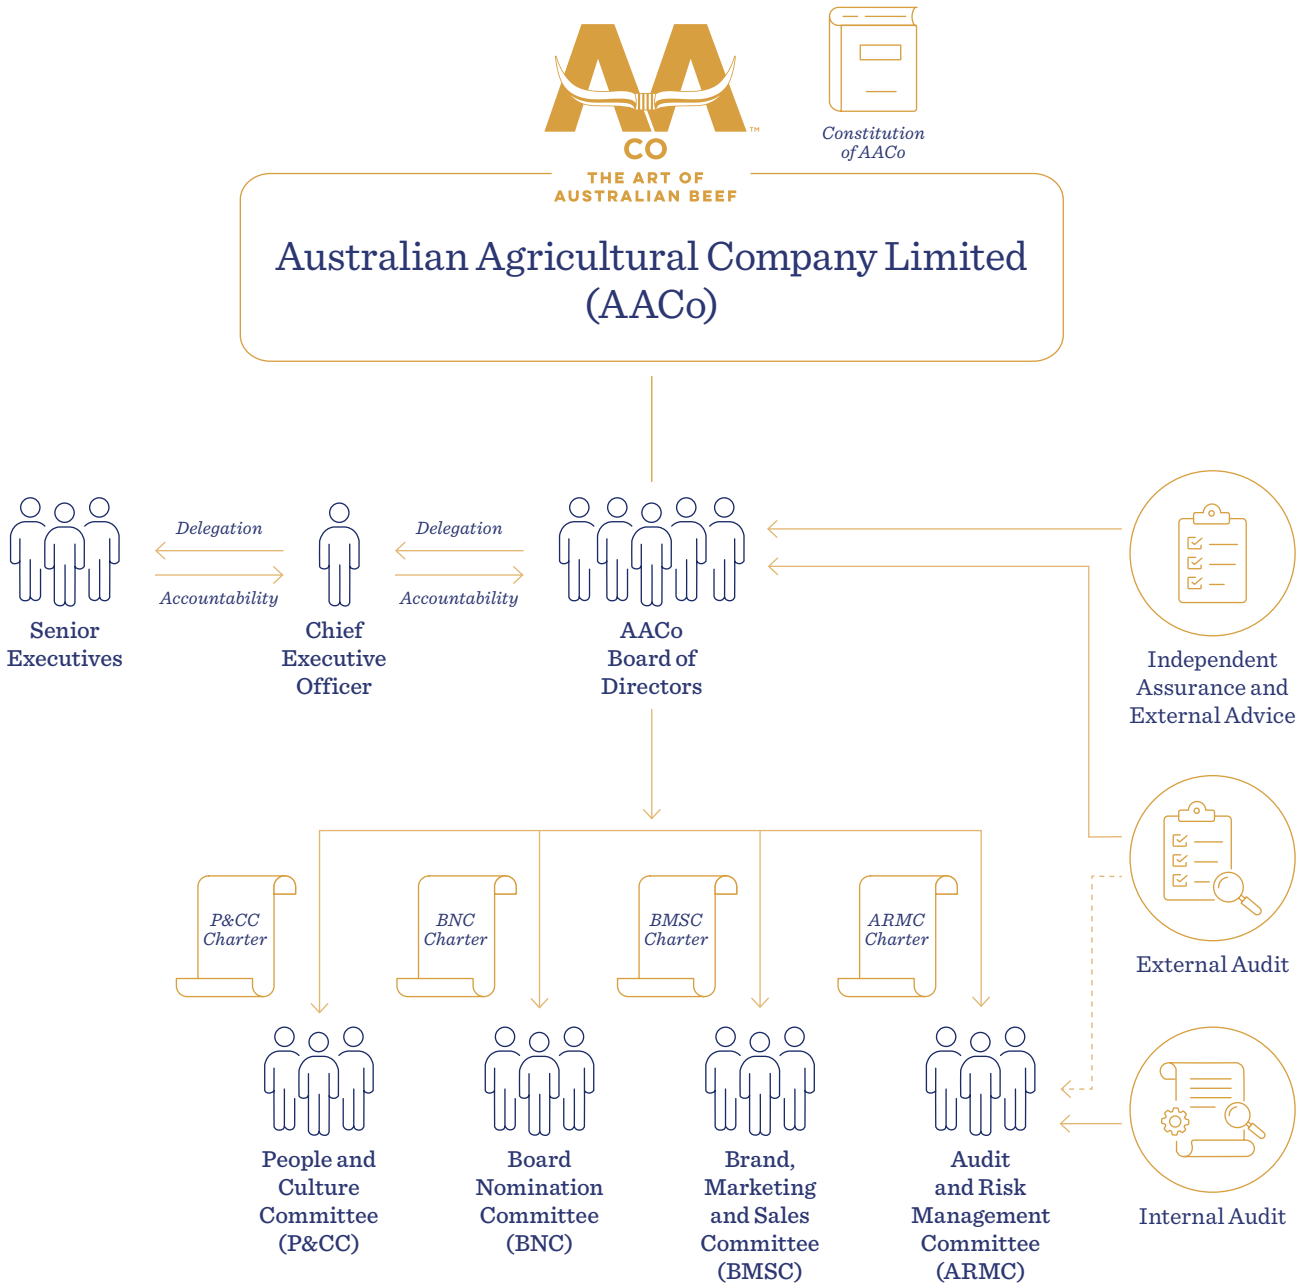 AA
™
CO
THE ART OF
AUSTRALIAN BEEF
Constitution
of AACo
Australian Agricultural Company Limited
(AACo)
Delegation
Accountability
Delegation
Accountability
Senior
Executives
Chief
Executive
Officer
AACo
Board of
Directors
Independent
Assurance and
External Advice
External Audit
P&CC
Charter
BNC
Charter
BMSC
Charter
ARMC
Charter
People and
Culture
Committee
(P&CC)
Board
Nomination
Committee
(BNC)
Brand,
Marketing
and Sales
Committee
(BMSC)
Audit
and Risk
Management
Committee
(ARMC)
Internal Audit